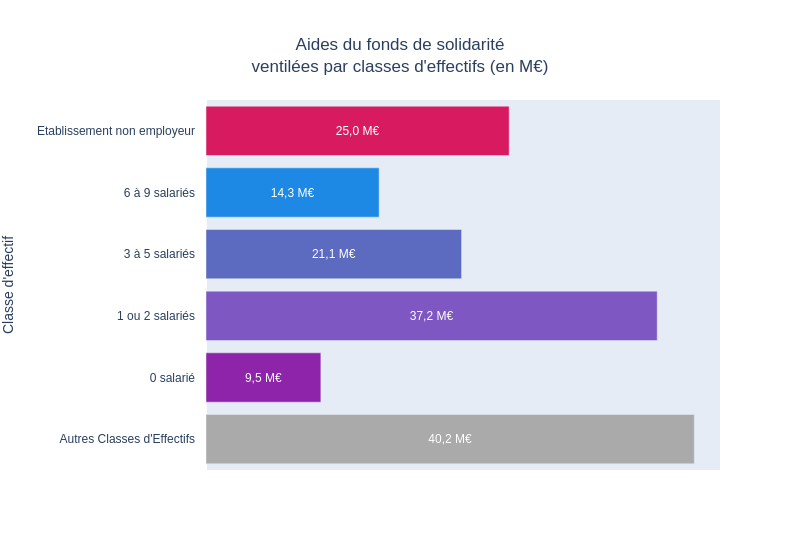 Aides du fonds de solidarité
ventilées par classes d'effectifs (en M€)
Classe d'effectif
Etablissement non employeur
25,0 M€
6 à 9 salariés
14,3 M€
3 à 5 salariés
21,1 M€
1 ou 2 salariés
37,2 M€
0 salarié
9,5 M€
Autres Classes d'Effectifs
40,2 M€